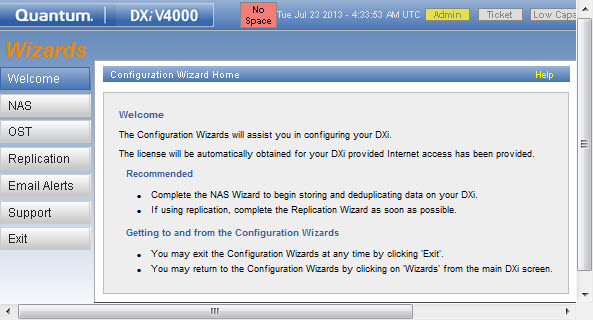 Quantum. DXi V4000
No Space
Tue Jul 23 2013 - 4:33:53 AM UTC
Admin
Ticket
Low Capa
Wizards
Welcome
NAS
OST
Replication
Email Alerts
Support
Exit
Configuration Wizard Home
Help
Welcome
The Configuration Wizards will assist you in configuring your DXi.
The license will be automatically obtained for your DXi provided Internet access has been provided.
Recommended
• Complete the NAS Wizard to begin storing and deduplicating data on your DXi.
• If using replication, complete the Replication Wizard as soon as possible.
Getting to and from the Configuration Wizards
• You may exit the Configuration Wizards at any time by clicking 'Exit'.
• You may return to the Configuration Wizards by clicking on 'Wizards' from the main DXi screen.